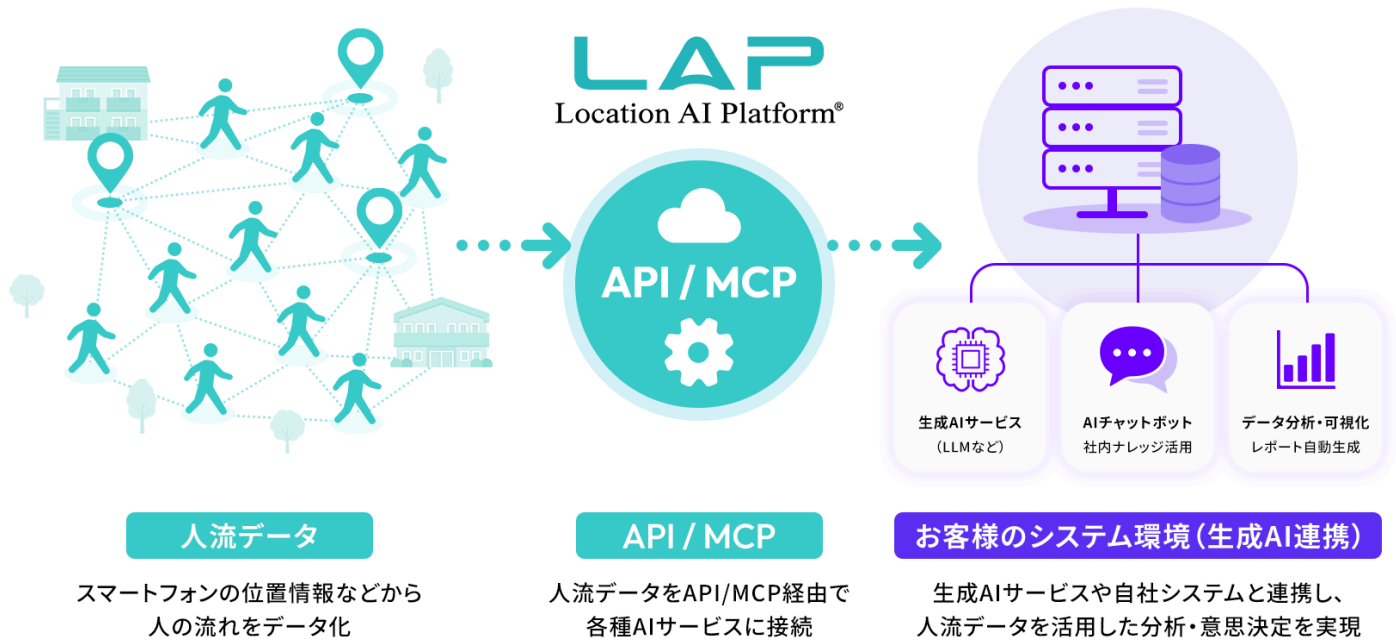 LAP
Location AI Platform®
API / MCP
生成AIサービス
（LLMなど）
AIチャットボット
社内ナレッジ活用
データ分析・可視化
レポート自動生成
人流データ
スマートフォンの位置情報などから
人の流れをデータ化
API / MCP
人流データをAPI/MCP経由で
各種AIサービスに接続
お客様のシステム環境（生成AI連携）
生成AIサービスや自社システムと連携し、
人流データを活用した分析・意思決定を実現